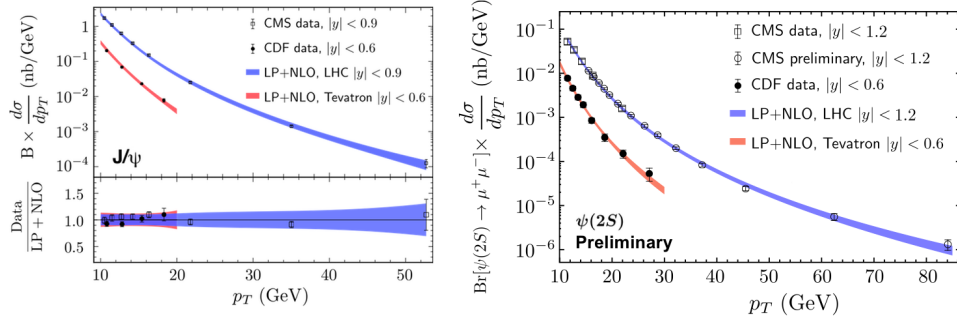 B × dσ/dp_T (nb/GeV)
10^1
1
10^-1
10^-2
10^-3
10^-4
CMS data, |y| < 0.9
CDF data, |y| < 0.6
LP+NLO, LHC |y| < 0.9
LP+NLO, Tevatron |y| < 0.6
J/ψ
Data/LP + NLO
1.5
1.0
0.5
10 20 30 40 50
p_T (GeV)
Br[ψ(2S) → μ^+ μ^-] × dσ/dp_T (nb/GeV)
10^-1
10^-2
10^-3
10^-4
10^-5
10^-6
CMS data, |y| < 1.2
CMS preliminary, |y| < 1.2
CDF data, |y| < 0.6
LP+NLO, LHC |y| < 1.2
LP+NLO, Tevatron |y| < 0.6
ψ(2S)
Preliminary
10 20 30 40 50 60 70 80
p_T (GeV)